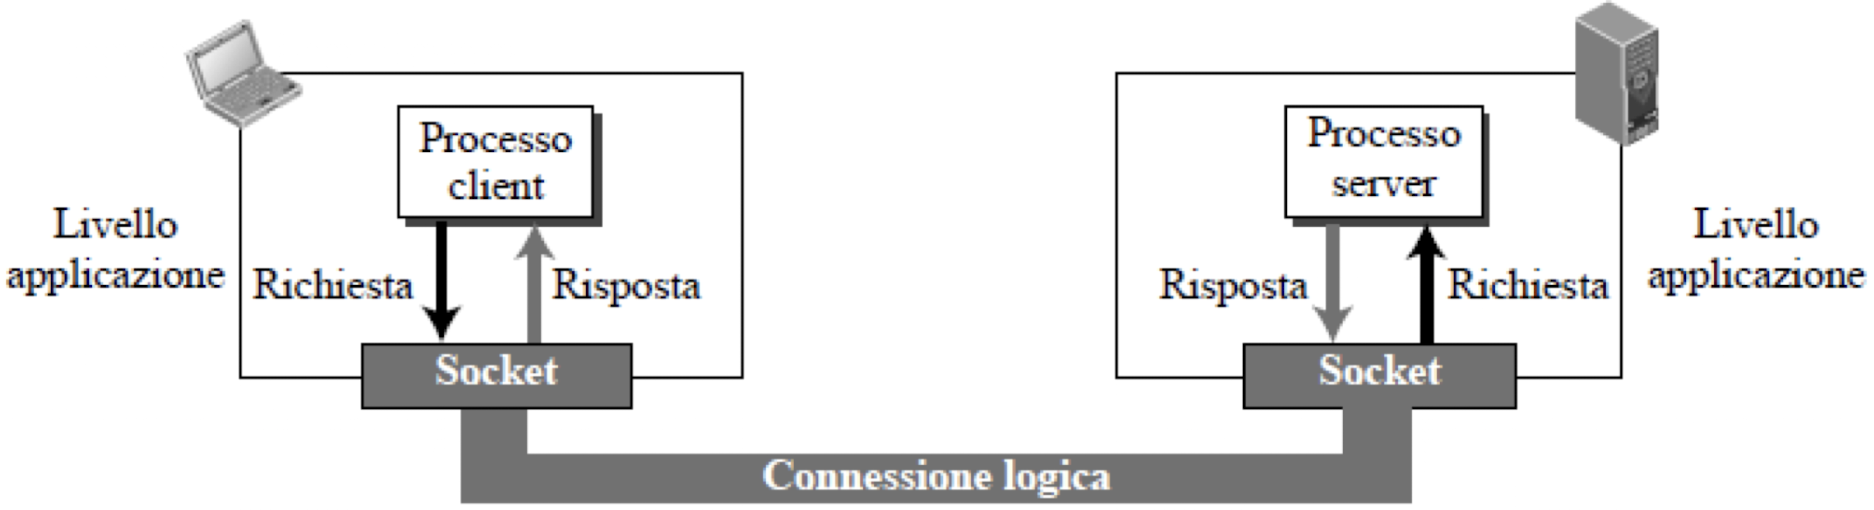 Processo
client
Livello
applicazione
Richiesta
Risposta
Socket
Processo
server
Livello
applicazione
Risposta
Richiesta
Socket
Connessione logica